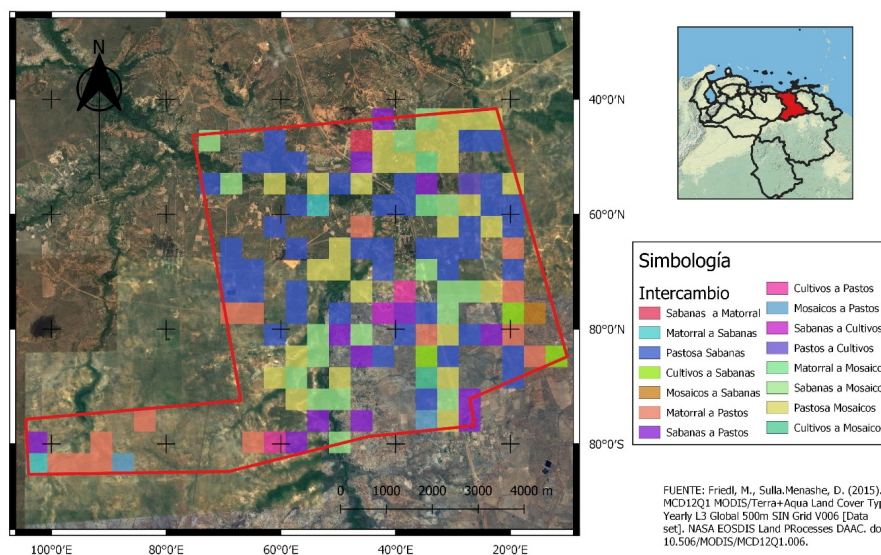 N
40°0'N
60°0'N
80°0'N
80°0'S
100°0'E
80°0'E
60°0'E
40°0'E
20°0'E
0 1000 2000 3000 4000 m
Simbología
Intercambio
Sabanas a Matorral
Matorral a Sabanas
Pastosa Sabanas
Cultivos a Sabanas
Mosaicos a Sabanas
Matorral a Pastos
Sabanas a Pastos
Cultivos a Pastos
Mosaicos a Pastos
Sabanas a Cultivos
Pastos a Cultivos
Matorral a Mosaico
Sabanas a Mosaico
Pastosa Mosaicos
Cultivos a Mosaico
FUENTE: Friedl, M., Sulla.Menashe, D. (2015).
MCD12Q1 MODIS/Terra+Aqua Land Cover Typ
Yearly L3 Global 500m SIN Grid V006 [Data
set]. NASA EOSDIS Land PRocesses DAAC. do
10.506/MODIS/MCD12Q1.006.